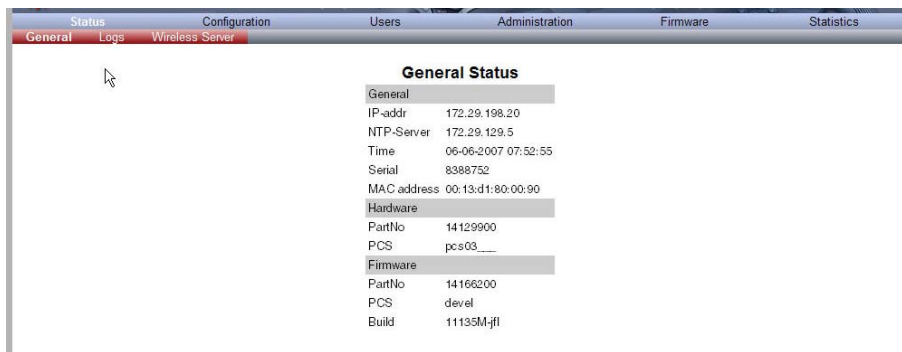 Status Configuration Users Administration Firmware Statistics
General Logs Wireless Server
General Status
General
IP-addr 172.29.198.20
NTP-Server 172.29.129.5
Time 06-06-2007 07:52:55
Serial 8388752
MAC address 00:13:d1:80:00:90
Hardware
PartNo 14129900
PCS pcs03___
Firmware
PartNo 14166200
PCS devel
Build 11135M-jfl